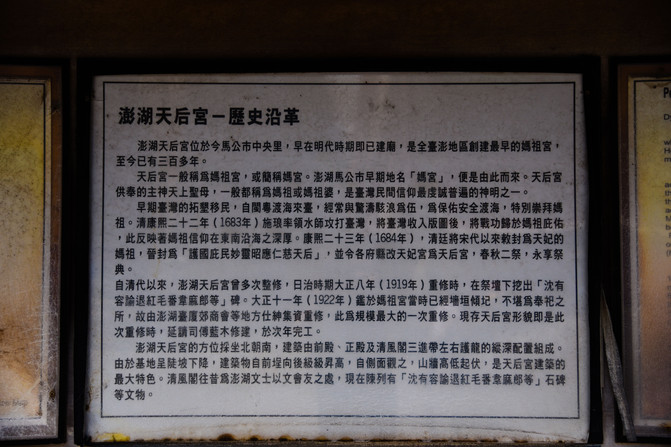 澎湖天后宮－歷史沿革
澎湖天后宮位於今馬公市中央里，早在明代時期即已建廟，是全臺澎地區創建最早的媽祖宮，
至今已有三百多年。
天后宮一般稱爲媽祖宮，或簡稱媽宮。澎湖馬公市早期地名「媽宮」，便是由此而來。天后宮
供奉的主神天上聖母，一般都稱爲媽祖或媽祖婆，是臺灣民間信仰最虔誠普遍的神明之一。
早期臺灣的拓墾移民，自閩粵渡海來臺，經常與驚濤駭浪爲伍，爲保佑安全渡海，特別崇拜媽
祖。清康熙二十二年（1683年）施琅率領水師攻打臺灣，將臺灣收入版圖後，將戰功歸於媽祖庇佑
，此反映著媽祖信仰在東南沿海之深厚。康熙二十三年（1684年），清廷將宋代以來敕封爲天妃的
媽祖，晉封爲「護國庇民妙靈昭應仁慈天后」，並令各府縣改天妃宮爲天后宮，春秋二祭，永享祭
典。
自清代以來，澎湖天后宮曾多次整修，日治時期大正八年（1919年）重修時，在祭壇下挖出「沈有
容諭退紅毛番韋麻郎等」碑。大正十一年（1922年）鑑於媽祖宮當時已經墻垣傾圮，不堪爲奉祀之
所，故由澎湖臺廈郊商會等地方仕紳集資重修，此爲規模最大的一次重修。現存天后宮形貌即是此
次重修時，延請司傅藍木修建，於次年完工。
澎湖天后宮的方位採坐北朝南，建築由前殿、正殿及清風閣三進帶左右護龍的縱深配置組成。
由於基地呈陡坡下降，建築物自前埕向後級級昇高，自側面觀之，山牆高低起伏，是天后宮建築的
最大特色。清風閣往昔爲澎湖文士以文會友之處，現在陳列有「沈有容諭退紅毛番韋麻郎等」石碑
等文物。